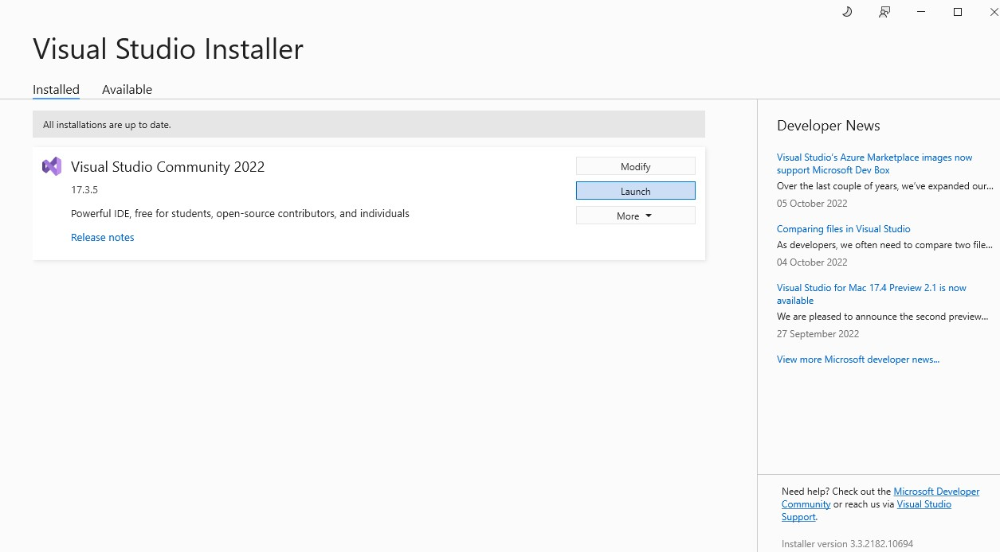 Visual Studio Installer
Installed
Available
All installations are up to date.
Visual Studio Community 2022
17.3.5
Powerful IDE, free for students, open-source contributors, and individuals
Release notes
Modify
Launch
More
Developer News
Visual Studio's Azure Marketplace images now
support Microsoft Dev Box
Over the last couple of years, we've expanded our...
05 October 2022
Comparing files in Visual Studio
As developers, we often need to compare two file...
04 October 2022
Visual Studio for Mac 17.4 Preview 2.1 is now
available
We are pleased to announce the second preview...
27 September 2022
View more Microsoft developer news...
Need help? Check out the Microsoft Developer
Community or reach us via Visual Studio
Support.
Installer version 3.3.2182.10694